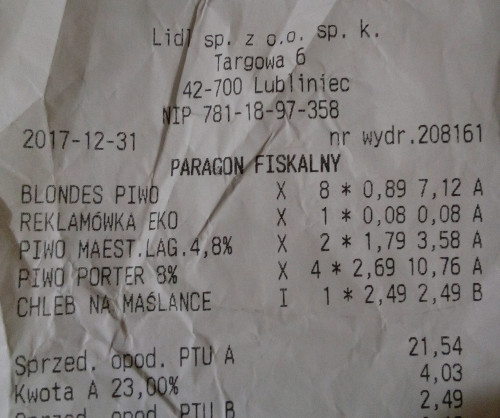 Lidl sp. z o.o. sp. k.
Targowa 6
42-700 Lubliniec
NIP 781-18-97-358
2017-12-31 nr wydr.208161
PARAGON FISKALNY
BLONDES PIWO X 8 * 0,89 7,12 A
REKLAMÓWKA EKO X 1 * 0,08 0,08 A
PIWO MAEST.LAG.4,8% X 2 * 1,79 3,58 A
PIWO PORTER 8% X 4 * 2,69 10,76 A
CHLEB NA MAŚLANCE I 1 * 2,49 2,49 B
Sprzed. opod. PTU A 21,54
Kwota A 23,00% 4,03
Sprzed. opod. PTU B 2,49